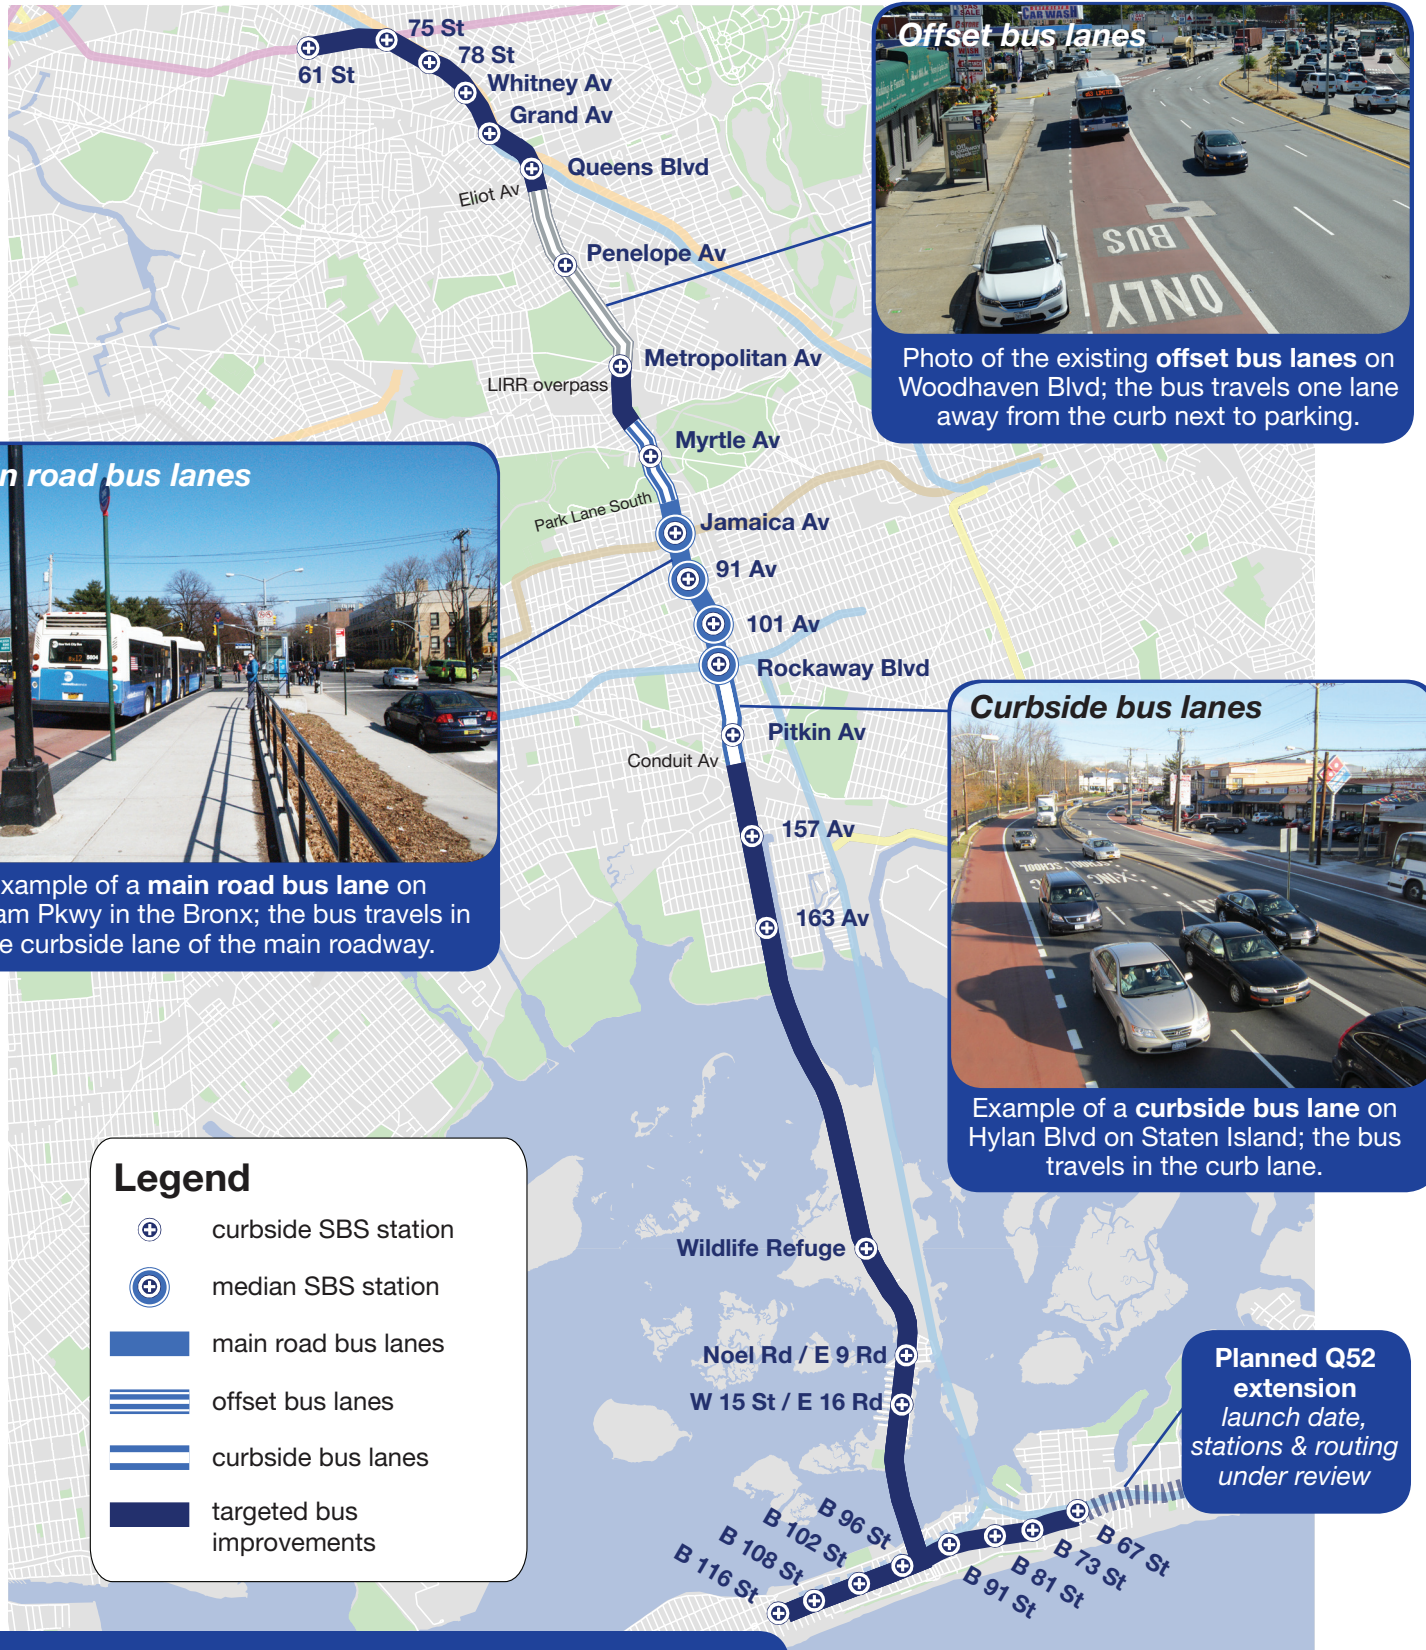 75 St
61 St
78 St
Whitney Av
Grand Av
Queens Blvd
Eliot Av
Penelope Av
Metropolitan Av
LIRR overpass
Myrtle Av
Park Lane South
Jamaica Av
91 Av
101 Av
Rockaway Blvd
Pitkin Av
Conduit Av
157 Av
163 Av
Wildlife Refuge
Noel Rd / E 9 Rd
W 15 St / E 16 Rd
B 96 St
B 102 St
B 108 St
B 116 St
B 67 St
B 73 St
B 81 St
B 91 St
Offset bus lanes
CAR WASH
BUS
ONLY
Photo of the existing offset bus lanes on
Woodhaven Blvd; the bus travels one lane
away from the curb next to parking.
n road bus lanes
xample of a main road bus lane on
am Pkwy in the Bronx; the bus travels in
e curbside lane of the main roadway.
Curbside bus lanes
SCHOOL
Example of a curbside bus lane on
Hylan Blvd on Staten Island; the bus
travels in the curb lane.
Legend
curbside SBS station
median SBS station
main road bus lanes
offset bus lanes
curbside bus lanes
targeted bus
improvements
Planned Q52
extension
launch date,
stations & routing
under review